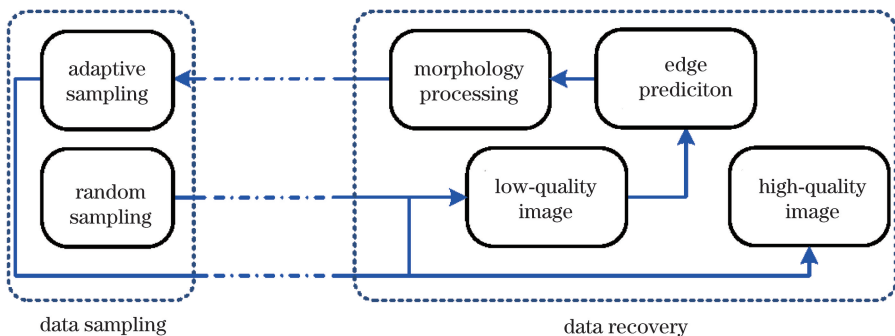 adaptive
sampling
morphology
processing
edge
prediciton
random
sampling
low-quality
image
high-quality
image
data sampling
data recovery